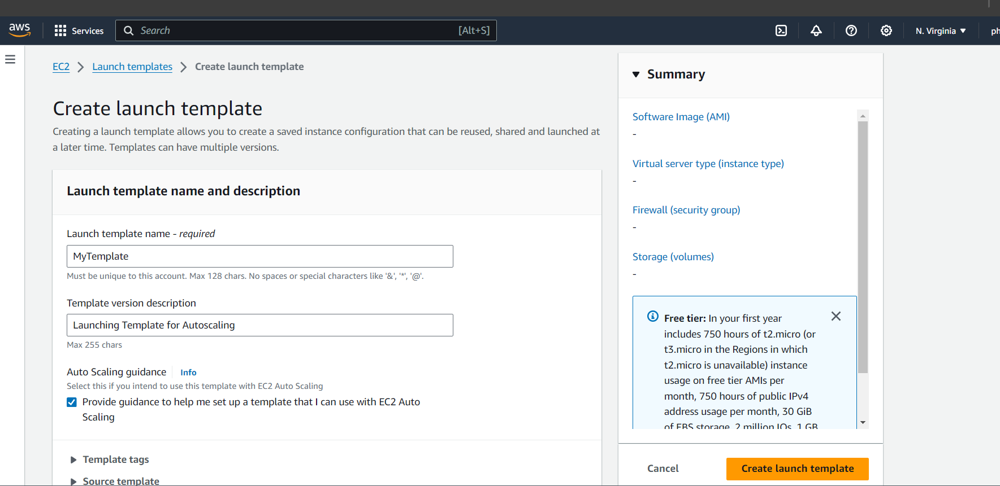 aws
Services
Search [Alt+S]
N. Virginia
ph
EC2 Launch templates Create launch template
Create launch template
Creating a launch template allows you to create a saved instance configuration that can be reused, shared and launched at
a later time. Templates can have multiple versions.
Launch template name and description
Launch template name - required
MyTemplate
Must be unique to this account. Max 128 chars. No spaces or special characters like '&', '*', '@'.
Template version description
Launching Template for Autoscaling
Max 255 chars
Auto Scaling guidance Info
Select this if you intend to use this template with EC2 Auto Scaling
Provide guidance to help me set up a template that I can use with EC2 Auto
Scaling
Template tags
Source template
Summary
Software Image (AMI)
-
Virtual server type (instance type)
-
Firewall (security group)
-
Storage (volumes)
-
Free tier: In your first year
includes 750 hours of t2.micro (or
t3.micro in the Regions in which
t2.micro is unavailable) instance
usage on free tier AMIs per
month, 750 hours of public IPv4
address usage per month, 30 GiB
of EBS storage, 2 million IOs, 1 GB
Cancel
Create launch template